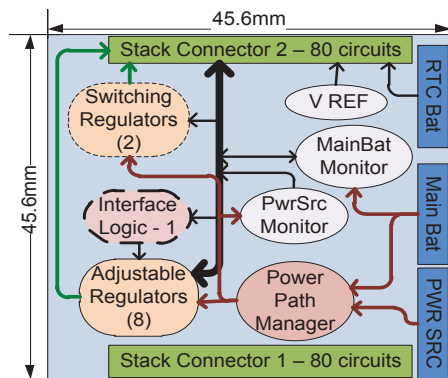 45.6mm
45.6mm
Stack Connector 2 – 80 circuits
RTC Bat
Switching
Regulators
(2)
V REF
MainBat
Monitor
Main Bat
Interface
Logic - 1
PwrSrc
Monitor
Adjustable
Regulators
(8)
Power
Path
Manager
PWR SRC
Stack Connector 1 – 80 circuits